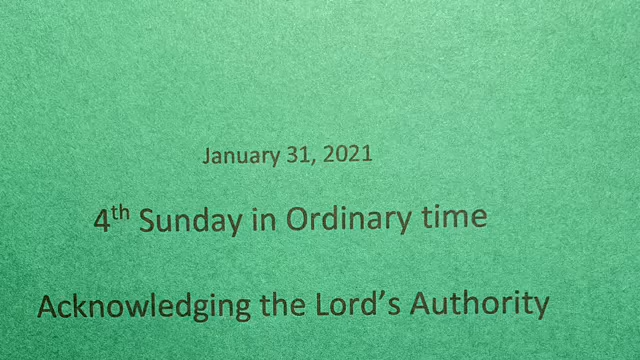 January 31, 2021
4th Sunday in Ordinary time
Acknowledging the Lord's Authority